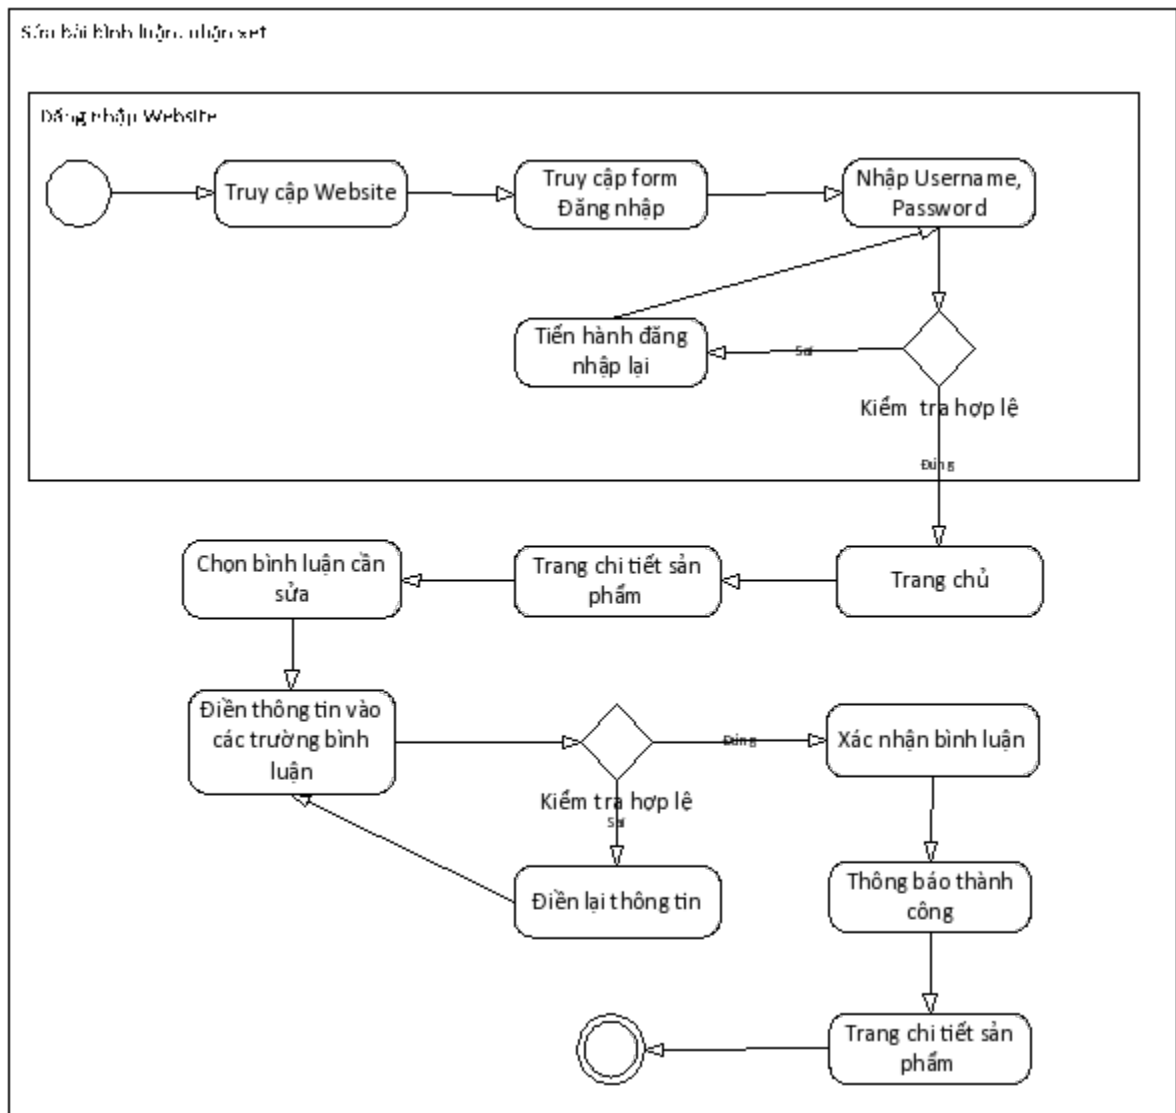 Sửa bài bình luận, nhận xét
Đăng nhập Website
Truy cập Website
Truy cập form
Đăng nhập
Nhập Username,
Password
Tiến hành đăng
nhập lại
Sai
Kiểm tra hợp lệ
Đúng
Chọn bình luận cần
sửa
Trang chi tiết sản
phẩm
Trang chủ
Điền thông tin vào
các trường bình
luận
Đúng
Xác nhận bình luận
Kiểm tra hợp lệ
Sai
Điền lại thông tin
Thông báo thành
công
Trang chi tiết sản
phẩm